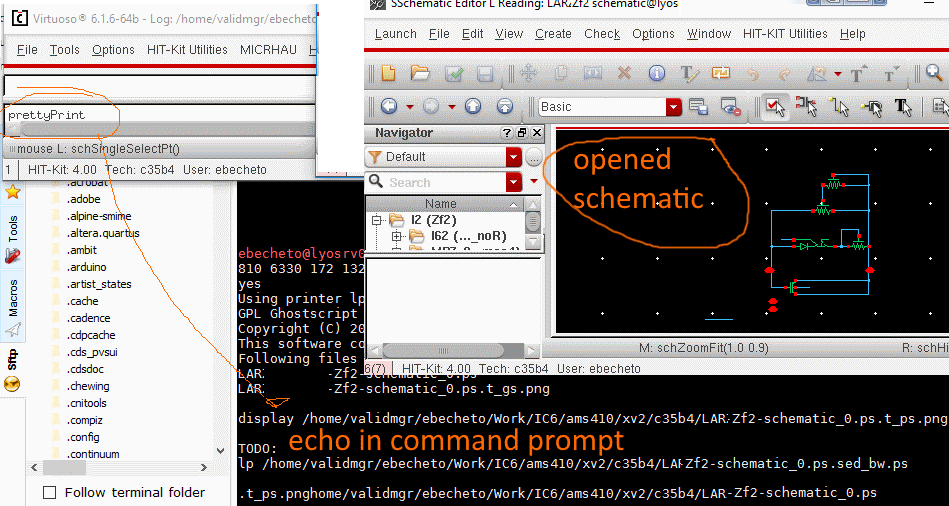 Virtuoso® 6.1.6-64b - Log: /home/validmgr/ebecheto
File Tools Options HIT-Kit Utilities MICRHAU H
prettyPrint
mouse L: schSingleSelectPt()
1 HIT-Kit: 4.00 Tech: c35b4 User: ebecheto
SSchematic Editor L Reading: LARZf2 schematic@lyos
Launch File Edit View Create Check Options Window HIT-KIT Utilities Help
Basic
Navigator
Default
Search
Name
I2 (Zf2)
I62 (..._noR)
opened
schematic
M: schZoomFit(1.0 0.9)
R: schHi
6(7) HIT-Kit: 4.00 Tech: c35b4 User: ebecheto
Tools
Macros
Sftp
.acrobat
.adobe
.alpine-smime
.altera.quartus
.ambit
.arduino
.artist_states
.cache
.cadence
.cdpcache
.cds_pvsui
.cdsdoc
.chewing
.cnitools
.compiz
.config
.continuum
Follow terminal folder
ebecheto@lyosrv0
810 6330 172 132
yes
Using printer lp
GPL Ghostscript
Copyright (C) 20
This software co
Following files
LAR -Zf2-schematic_0.ps
LAR -Zf2-schematic_0.ps.t_gs.png
display /home/validmgr/ebecheto/Work/IC6/ams410/xv2/c35b4/LAR-Zf2-schematic_0.ps.t_ps.png
TODO:
echo in command prompt
lp /home/validmgr/ebecheto/Work/IC6/ams410/xv2/c35b4/LARZf2-schematic_0.ps.sed_bw.ps
.t_ps.pnghome/validmgr/ebecheto/Work/IC6/ams410/xv2/c35b4/LAR-Zf2-schematic_0.ps